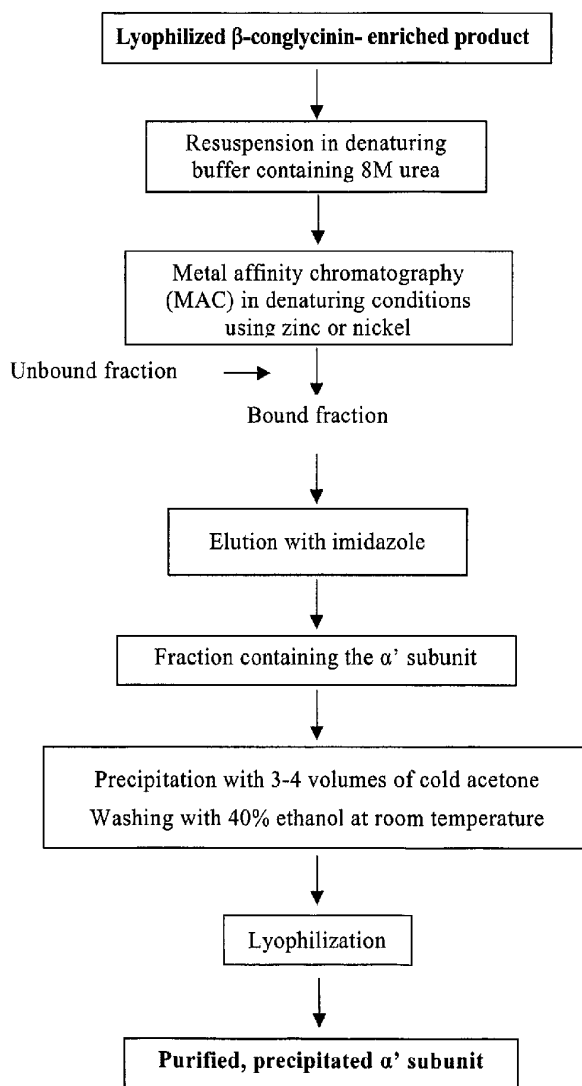 Lyophilized β-conglycinin- enriched product
Resuspension in denaturing
buffer containing 8M urea
Metal affinity chromatography
(MAC) in denaturing conditions
using zinc or nickel
Unbound fraction
Bound fraction
Elution with imidazole
Fraction containing the α’ subunit
Precipitation with 3-4 volumes of cold acetone
Washing with 40% ethanol at room temperature
Lyophilization
Purified, precipitated α’ subunit